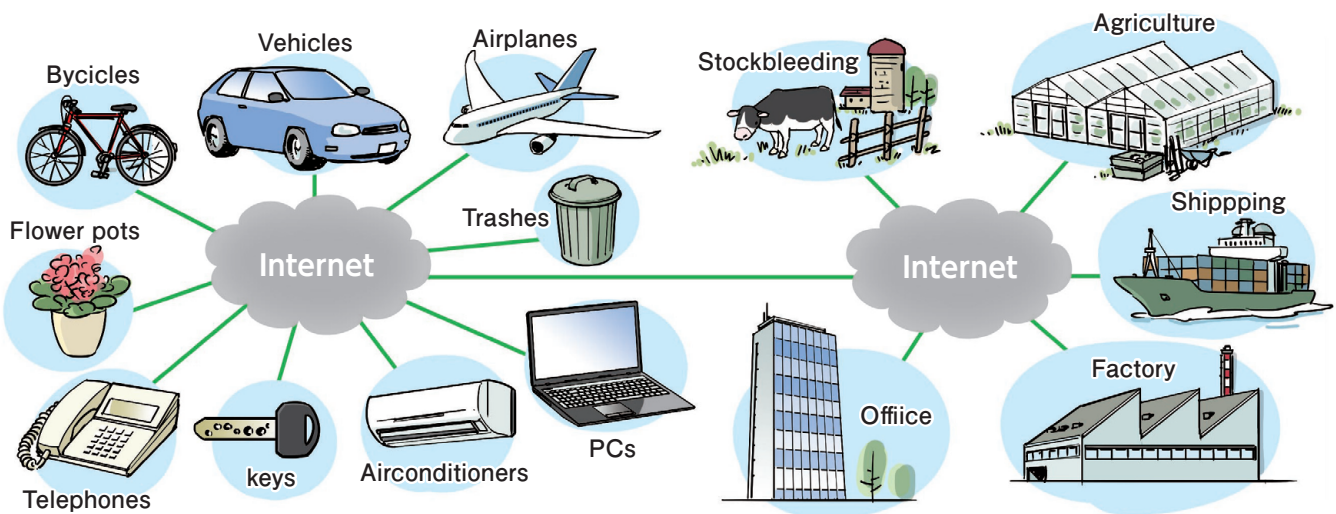 Bycicles
Vehicles
Airplanes
Stockbleeding
Agriculture
Flower pots
Internet
Trashes
Internet
Shippping
Telephones
keys
Airconditioners
PCs
Offiice
Factory